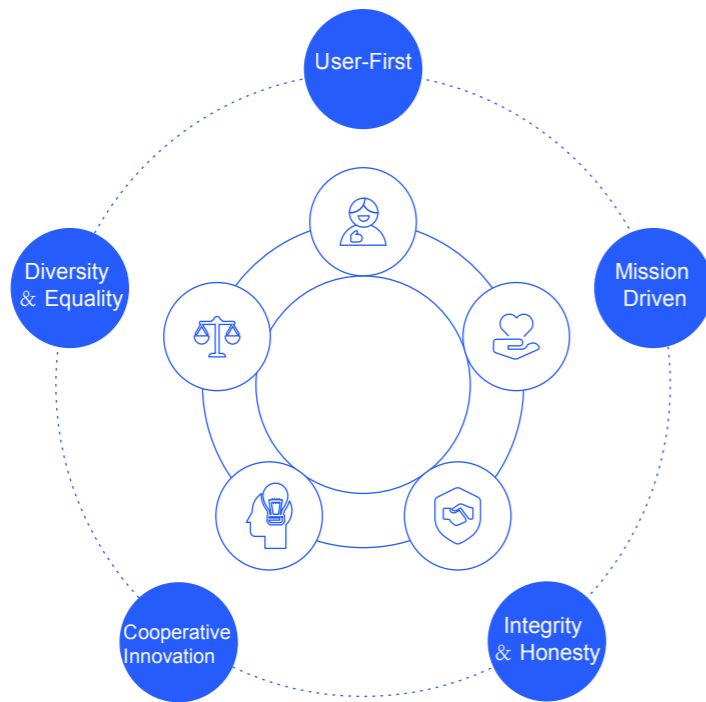 User-First
Diversity
& Equality
Mission
Driven
Cooperative
Innovation
Integrity
& Honesty